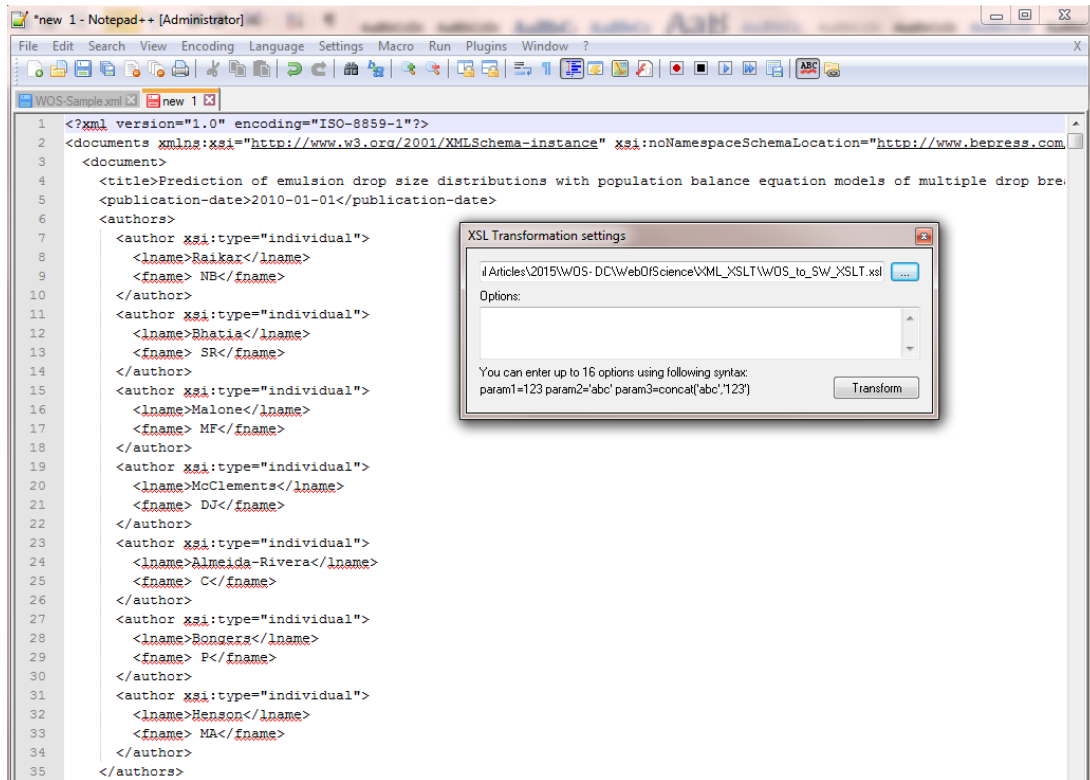 *new 1 - Notepad++ [Administrator]
File Edit Search View Encoding Language Settings Macro Run Plugins Window ? X
ABC
WOS-Sample.xml new 1
1 <?xml version="1.0" encoding="ISO-8859-1"?>
2 <documents xmlns:xsi="http://www.w3.org/2001/XMLSchema-instance" xsi:noNamespaceSchemaLocation="http://www.bepress.com
3 <document>
4 <title>Prediction of emulsion drop size distributions with population balance equation models of multiple drop brea
5 <publication-date>2010-01-01</publication-date>
6 <authors>
7 <author xsi:type="individual">
8 <lname>Raikar</lname>
9 <fname> NB</fname>
10 </author>
11 <author xsi:type="individual">
12 <lname>Bhatia</lname>
13 <fname> SR</fname>
14 </author>
15 <author xsi:type="individual">
16 <lname>Malone</lname>
17 <fname> MF</fname>
18 </author>
19 <author xsi:type="individual">
20 <lname>McClements</lname>
21 <fname> DJ</fname>
22 </author>
23 <author xsi:type="individual">
24 <lname>Almeida-Rivera</lname>
25 <fname> C</fname>
26 </author>
27 <author xsi:type="individual">
28 <lname>Bongers</lname>
29 <fname> P</fname>
30 </author>
31 <author xsi:type="individual">
32 <lname>Henson</lname>
33 <fname> MA</fname>
34 </author>
35 </authors>
XSL Transformation settings
Articles\2015\WOS- DC\WebOfScience\XML_XSLT\WOS_to_SW_XSLT.xsl ...
Options:
You can enter up to 16 options using following syntax:
param1=123 param2='abc' param3=concat('abc','123')
Transform